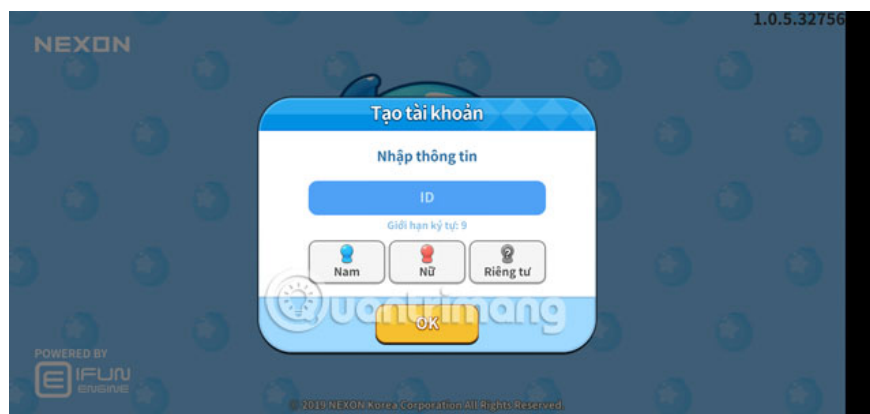 1.0.5.32756
NEXON
Tạo tài khoản
Nhập thông tin
ID
Giới hạn ký tự: 9
Nam Nữ Riêng tư
Quantrimang
OK
POWERED BY
IFUN
ENGINE
© 2019 NEXON Korea Corporation All Rights Reserved.